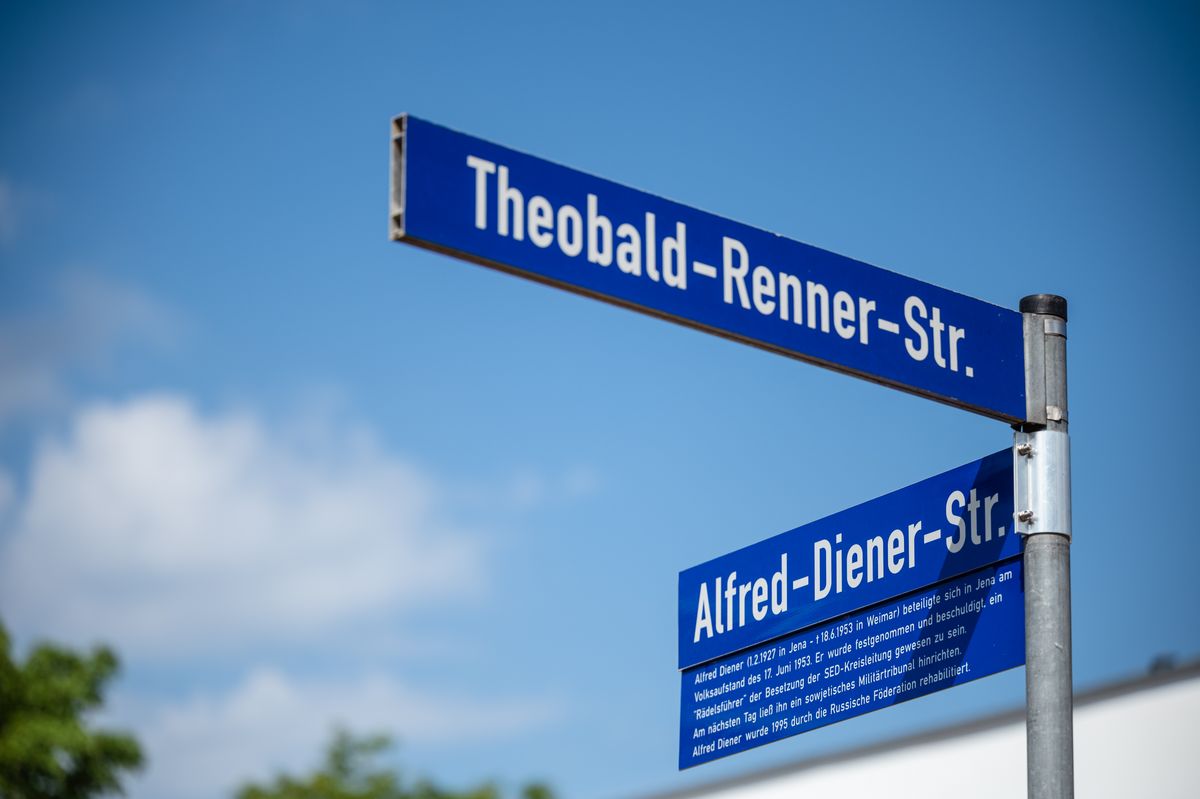 Theobald-Renner-Str.
Alfred-Diener-Str.
Alfred Diener (1.2.1927 in Jena - †18.6.1953 in Weimar) beteiligte sich in Jena am
Volksaufstand des 17. Juni 1953. Er wurde festgenommen und beschuldigt, ein
"Rädelsführer" der Besetzung der SED-Kreisleitung gewesen zu sein.
Am nächsten Tag ließ ihn ein sowjetisches Militärtribunal hinrichten.
Alfred Diener wurde 1995 durch die Russische Föderation rehabilitiert.